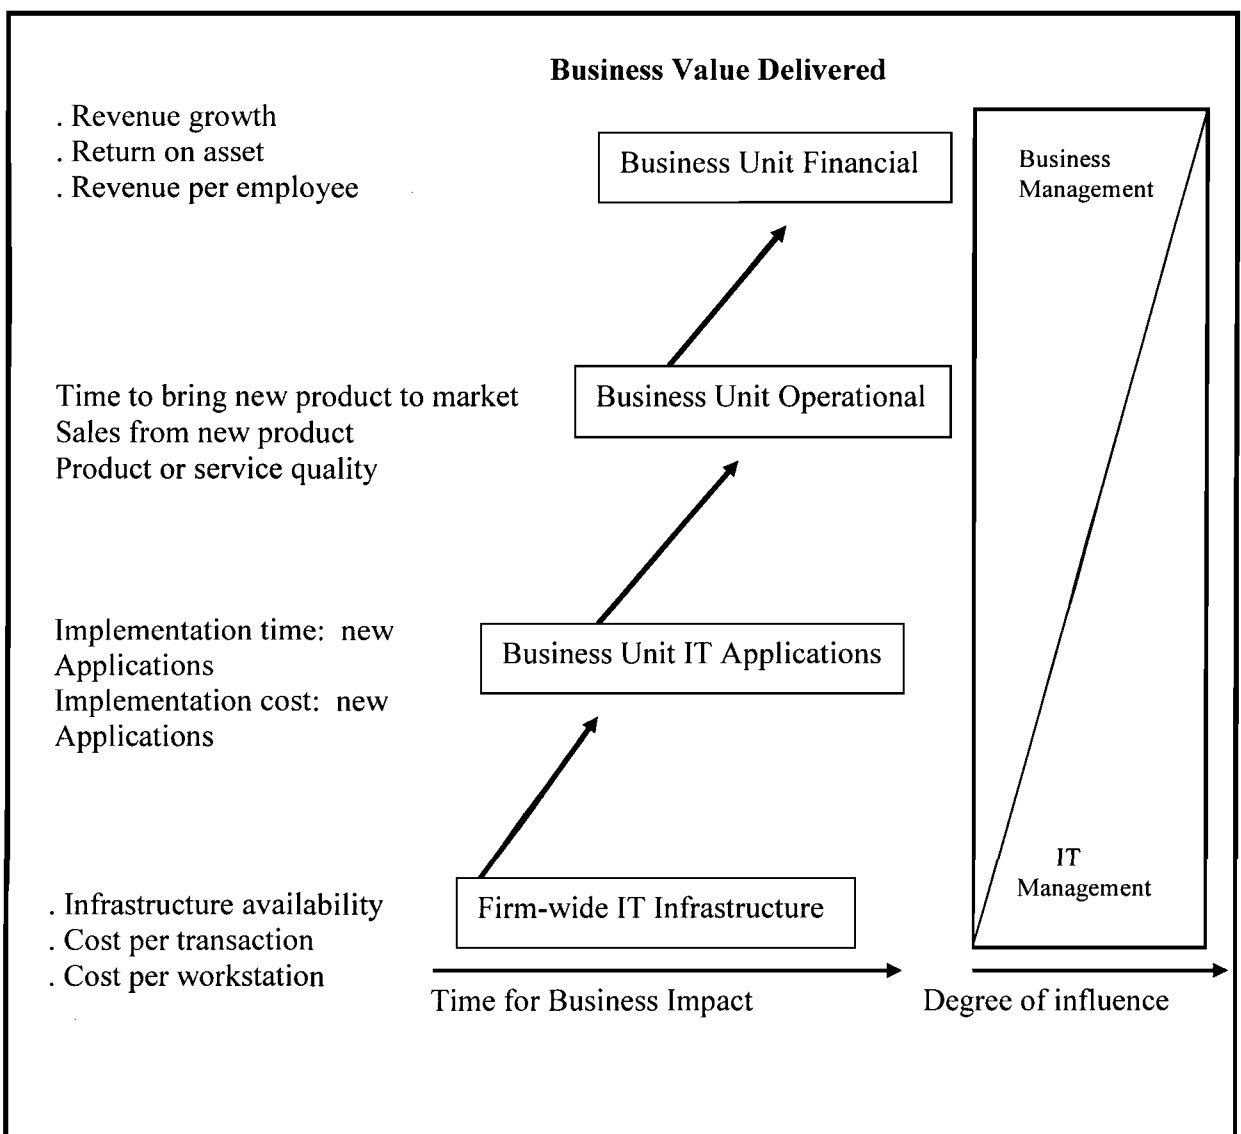 Business Value Delivered
. Revenue growth
. Return on asset
. Revenue per employee
Business Unit Financial
Business
Management
Time to bring new product to market
Sales from new product
Product or service quality
Business Unit Operational
Implementation time:  new
Applications
Implementation cost:  new
Applications
Business Unit IT Applications
. Infrastructure availability
. Cost per transaction
. Cost per workstation
Firm-wide IT Infrastructure
IT
Management
Time for Business Impact
Degree of influence